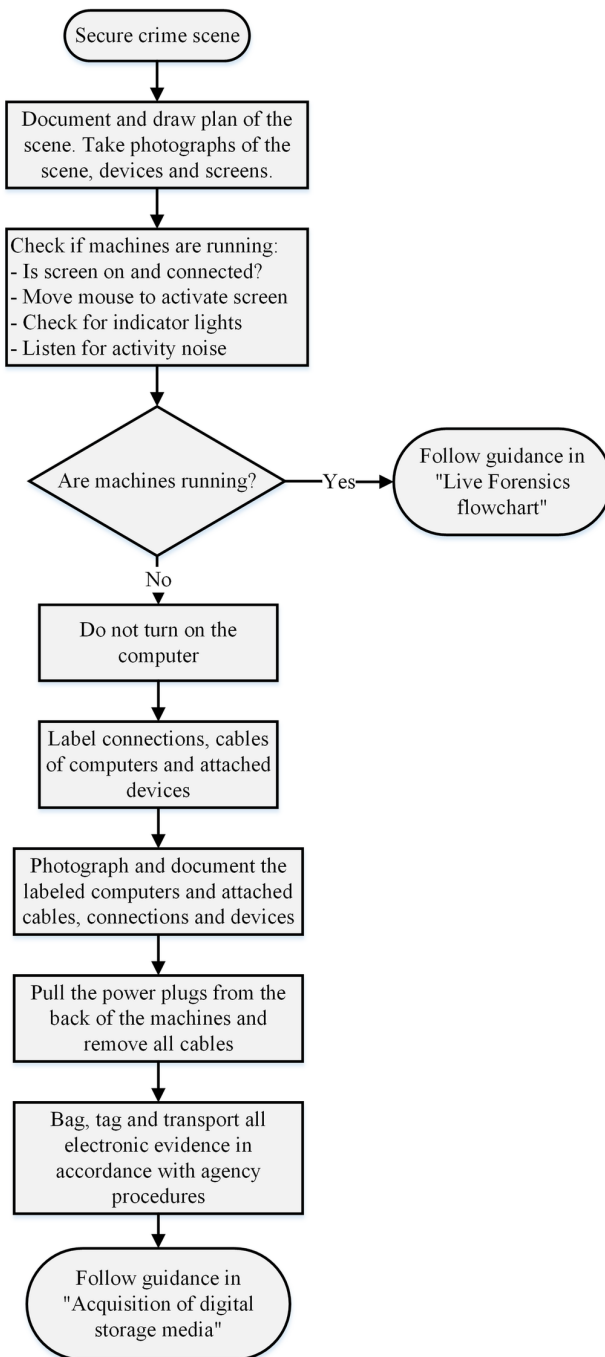 Secure crime scene
Document and draw plan of the
scene. Take photographs of the
scene, devices and screens.
Check if machines are running:
- Is screen on and connected?
- Move mouse to activate screen
- Check for indicator lights
- Listen for activity noise
Are machines running?
Yes
Follow guidance in
"Live Forensics
flowchart"
No
Do not turn on the
computer
Label connections, cables
of computers and attached
devices
Photograph and document the
labeled computers and attached
cables, connections and devices
Pull the power plugs from the
back of the machines and
remove all cables
Bag, tag and transport all
electronic evidence in
accordance with agency
procedures
Follow guidance in
"Acquisition of digital
storage media"